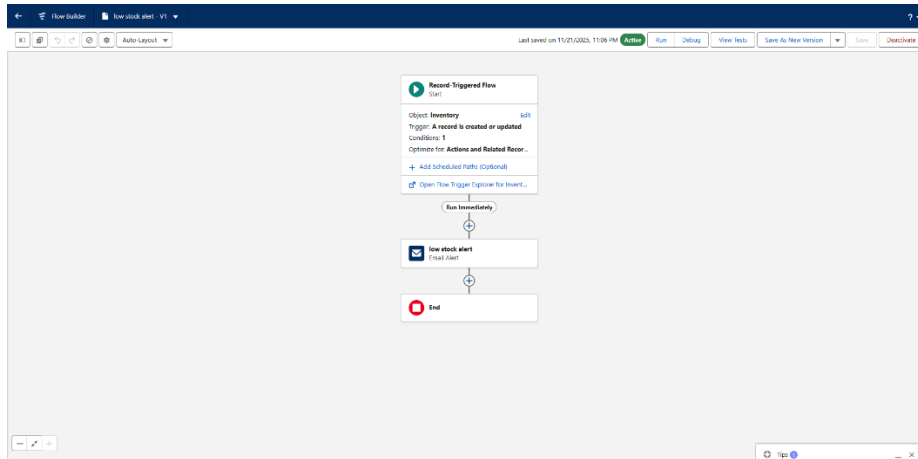 Flow Builder
low stock alert - V1
?
Auto-Layout
Last saved on 11/21/2025, 11:06 PM
Active
Run
Debug
View Tests
Save As New Version
Save
Deactivate
Record-Triggered Flow
Start
Object: Inventory
Edit
Trigger: A record is created or updated
Conditions: 1
Optimize for: Actions and Related Recor...
+ Add Scheduled Paths (Optional)
Open Flow Trigger Explorer for Invent...
Run Immediately
low stock alert
Email Alert
End
Tips